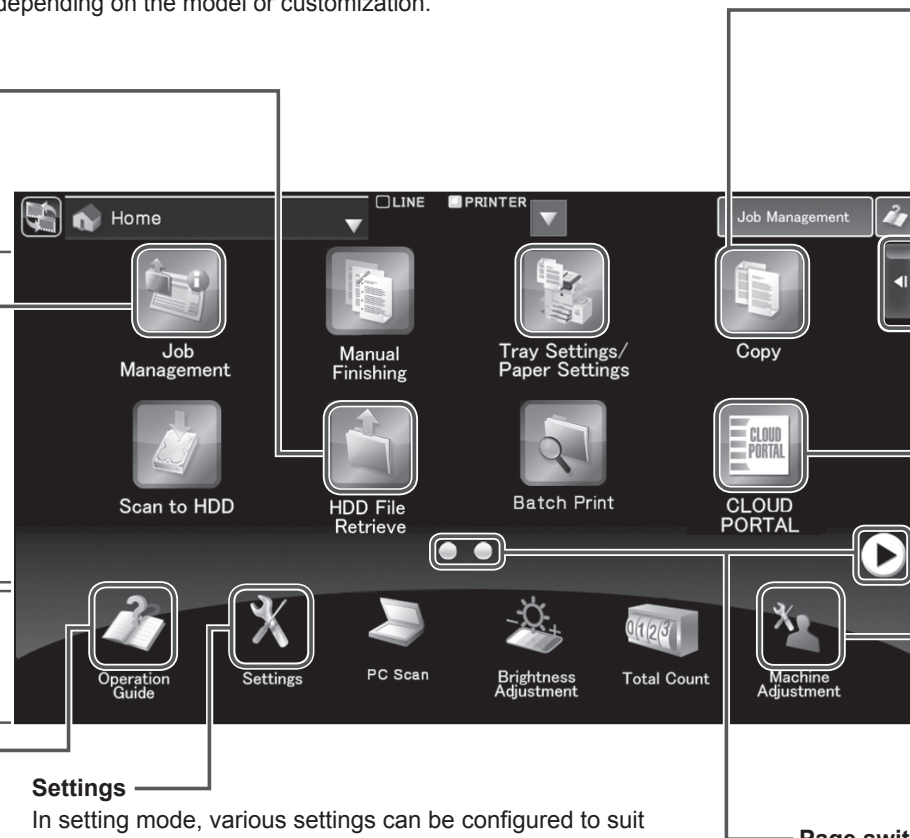 depending on the model or customization.
Home
LINE
PRINTER
Job Management
Job
Management
Manual
Finishing
Tray Settings/
Paper Settings
Copy
Scan to HDD
HDD File
Retrieve
Batch Print
CLOUD
PORTAL
CLOUD
PORTAL
Operation
Guide
Settings
PC Scan
Brightness
Adjustment
0123
Total Count
Machine
Adjustment
Settings
In setting mode, various settings can be configured to suit
Page swit